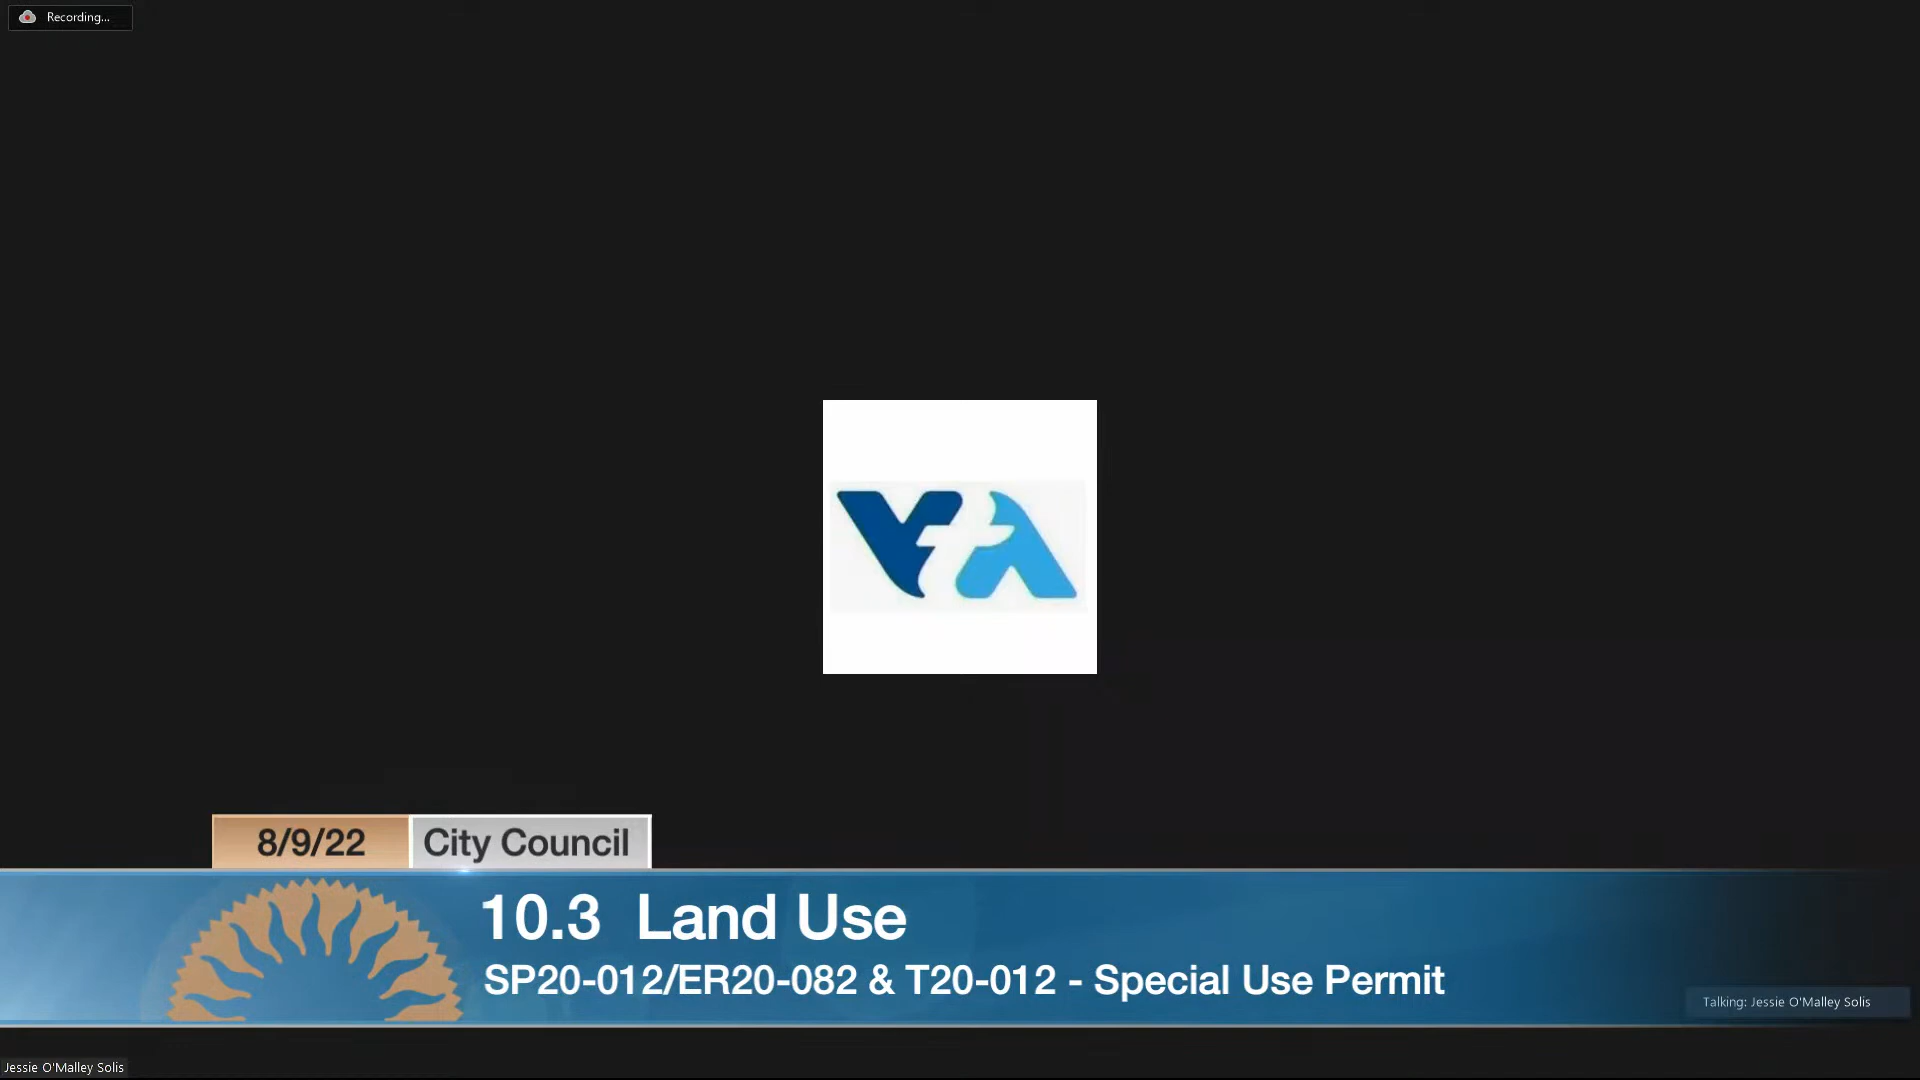 Recording...
VTA
8/9/22 City Council
10.3 Land Use
SP20-012/ER20-082 & T20-012 - Special Use Permit
Talking: Jessie O'Malley Solis
Jessie O'Malley Solis